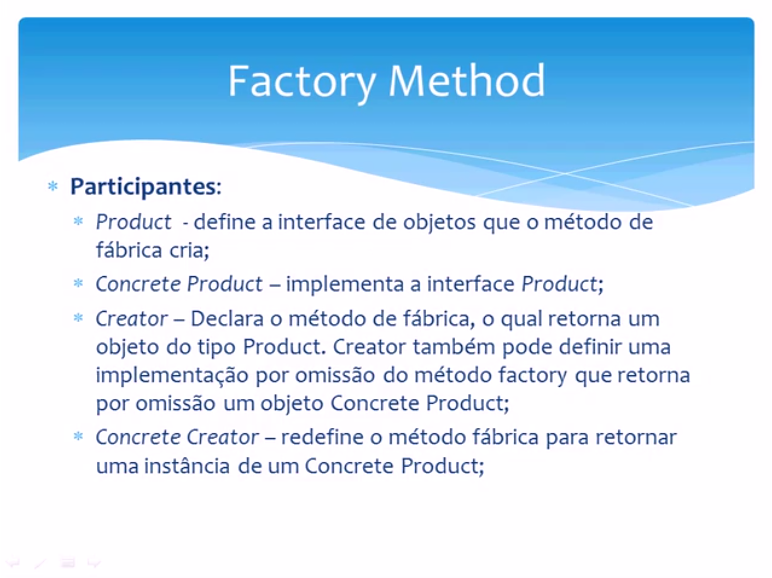 Factory Method
Participantes:
Product - define a interface de objetos que o método de
fábrica cria;
Concrete Product – implementa a interface Product;
Creator – Declara o método de fábrica, o qual retorna um
objeto do tipo Product. Creator também pode definir uma
implementação por omissão do método factory que retorna
por omissão um objeto Concrete Product;
Concrete Creator – redefine o método fábrica para retornar
uma instância de um Concrete Product;